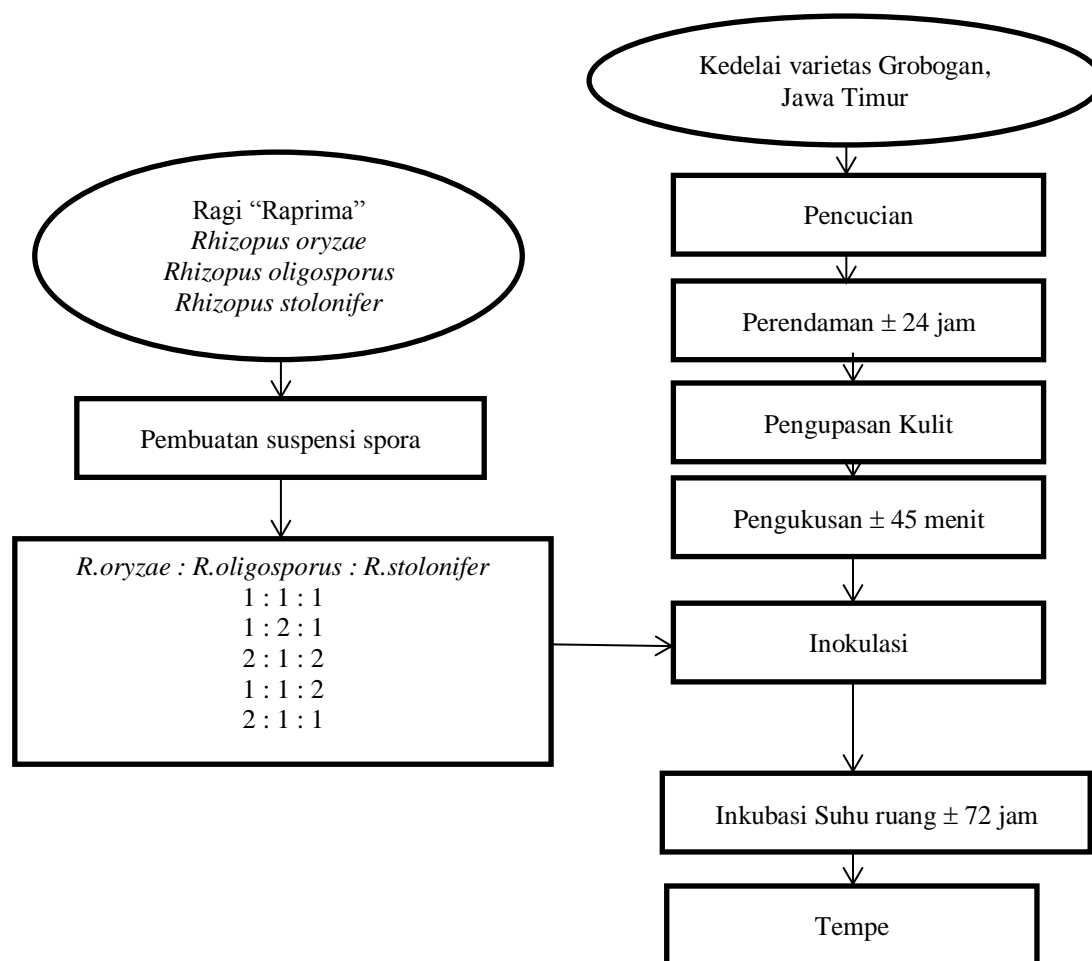 Kedelai varietas Grobogan,
Jawa Timur
Ragi “Raprima”
Rhizopus oryzae
Rhizopus oligosporus
Rhizopus stolonifer
Pencucian
Perendaman ± 24 jam
Pembuatan suspensi spora
Pengupasan Kulit
Pengukusan ± 45 menit
R.oryzae : R.oligosporus : R.stolonifer
1 : 1 : 1
1 : 2 : 1
2 : 1 : 2
1 : 1 : 2
2 : 1 : 1
Inokulasi
Inkubasi Suhu ruang ± 72 jam
Tempe